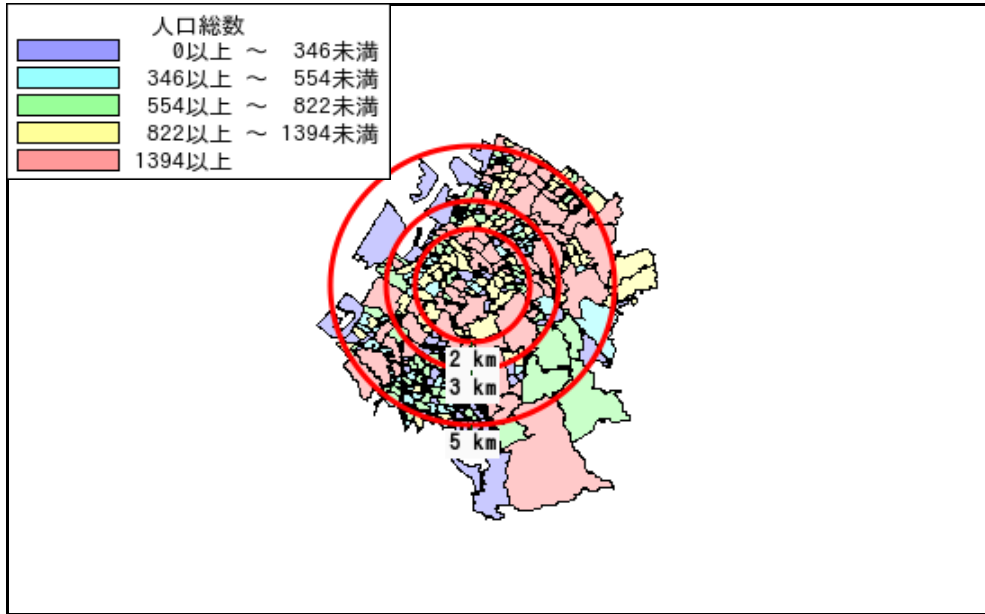 人口総数
0以上 ～ 346未満
346以上 ～ 554未満
554以上 ～ 822未満
822以上 ～ 1394未満
1394以上
2 km
3 km
5 km